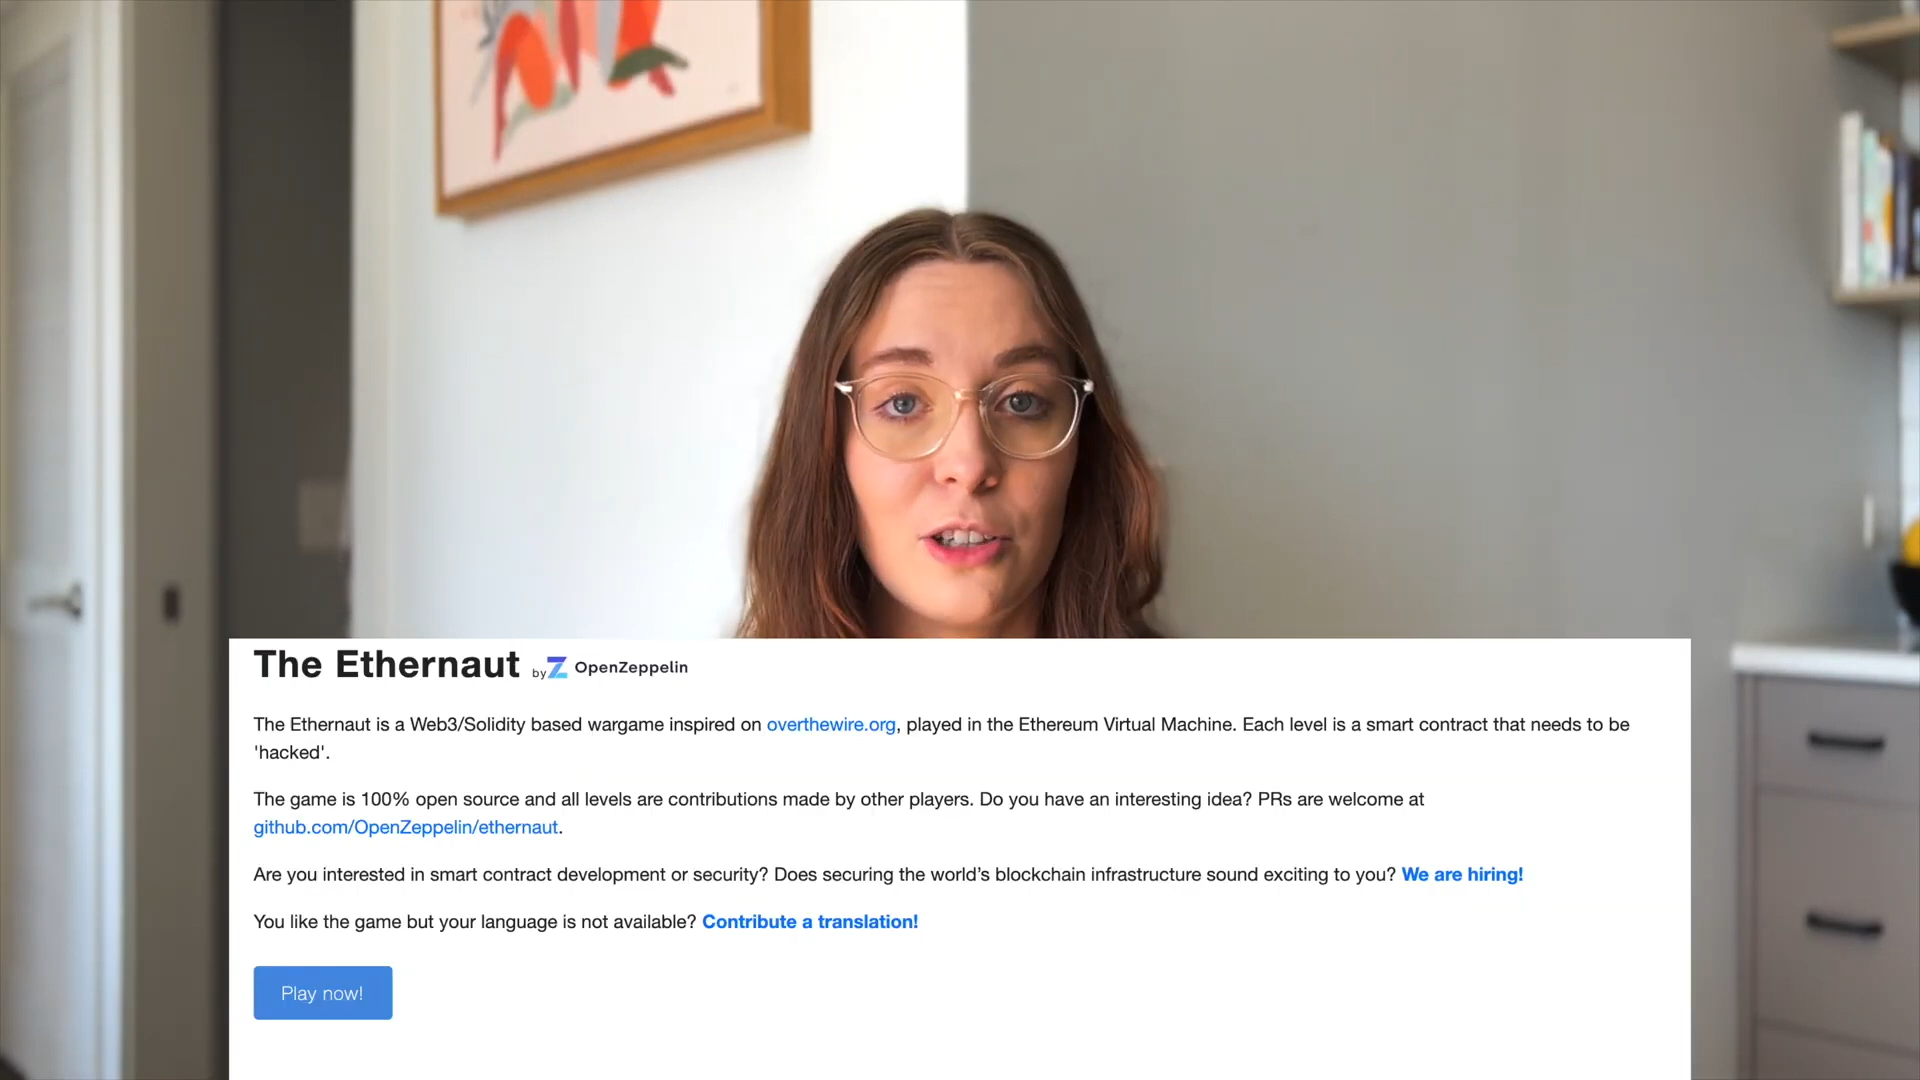 The Ethernaut by OpenZeppelin
The Ethernaut is a Web3/Solidity based wargame inspired on overthewire.org, played in the Ethereum Virtual Machine. Each level is a smart contract that needs to be
'hacked'.
The game is 100% open source and all levels are contributions made by other players. Do you have an interesting idea? PRs are welcome at
github.com/OpenZeppelin/ethernaut.
Are you interested in smart contract development or security? Does securing the world’s blockchain infrastructure sound exciting to you? We are hiring!
You like the game but your language is not available? Contribute a translation!
Play now!